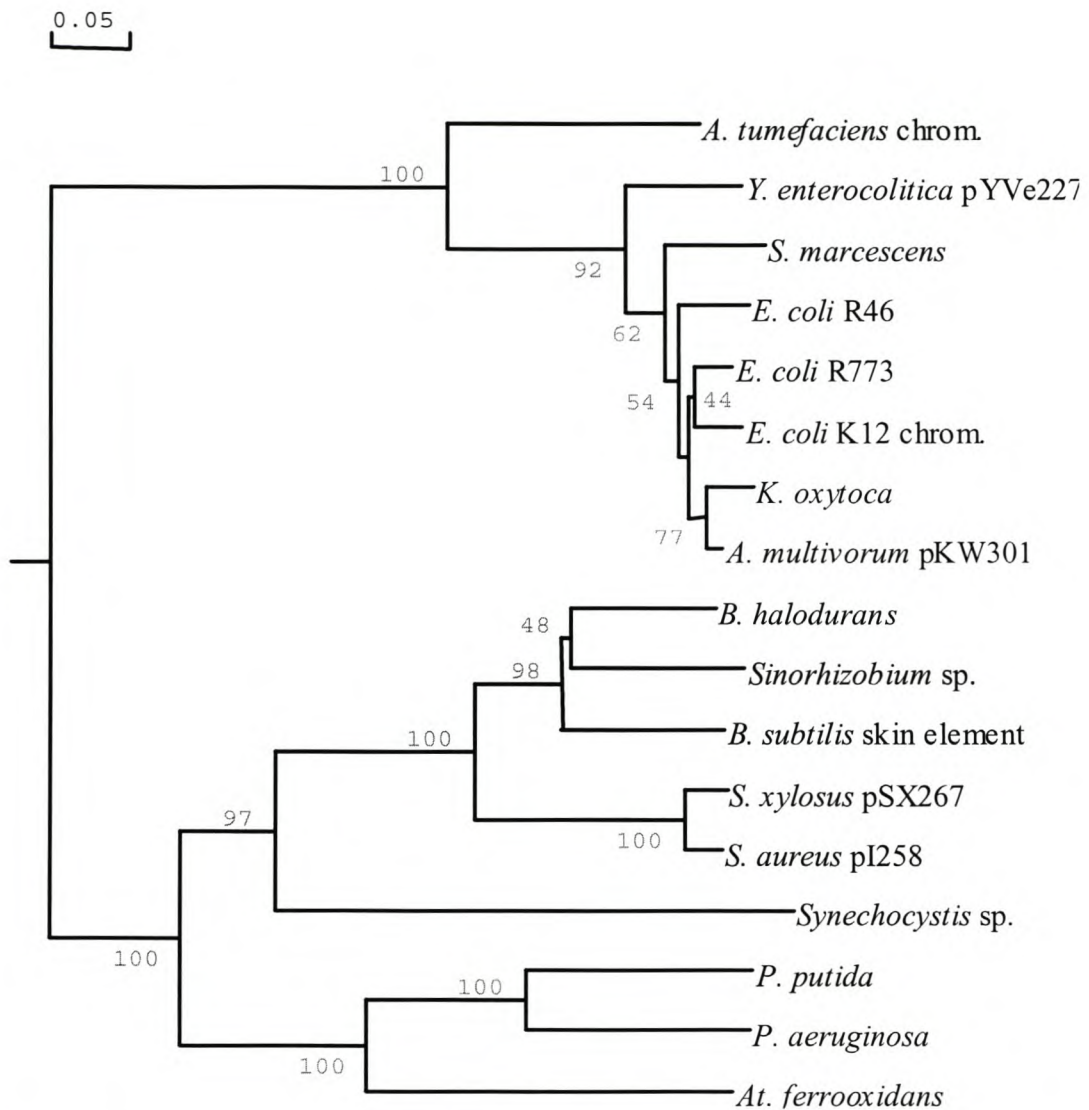 0.05
A. tumefaciens chrom.
100
Y. enterocolitica pYVe227
S. marcescens
92
E. coli R46
62
E. coli R773
54
44
E. coli K12 chrom.
K. oxytoca
77
A. multivorum pKW301
B. halodurans
48
98
Sinorhizobium sp.
B. subtilis skin element
100
S. xylosus pSX267
97
100
S. aureus pI258
Synechocystis sp.
100
P. putida
100
P. aeruginosa
100
At. ferrooxidans